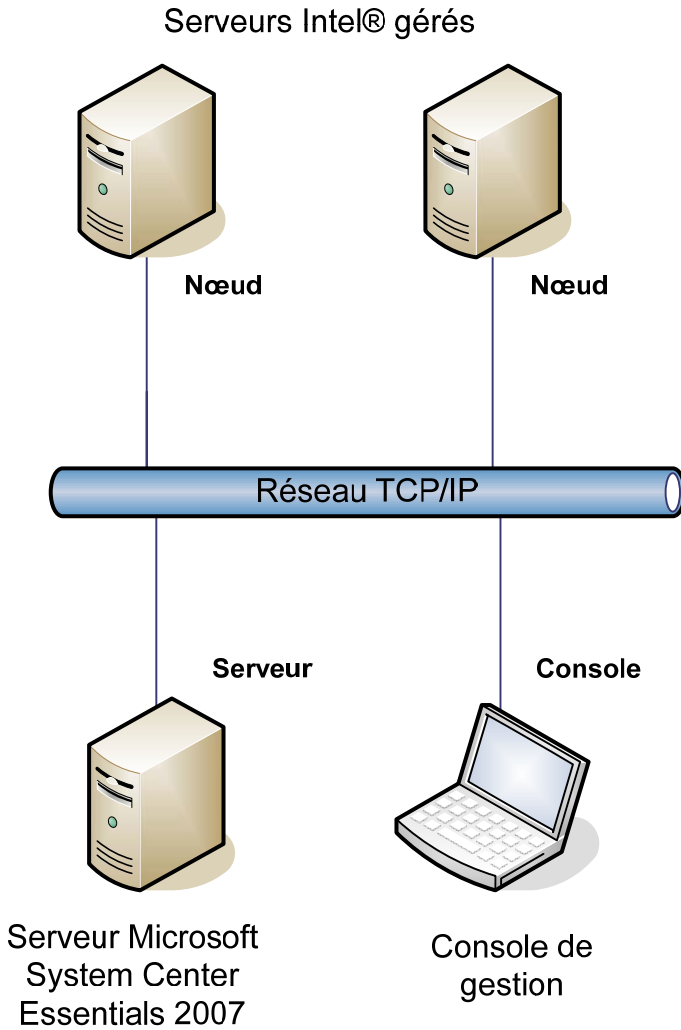 Serveurs Intel® gérés
Nœud
Nœud
Réseau TCP/IP
Serveur
Console
Serveur Microsoft
System Center
Essentials 2007
Console de
gestion